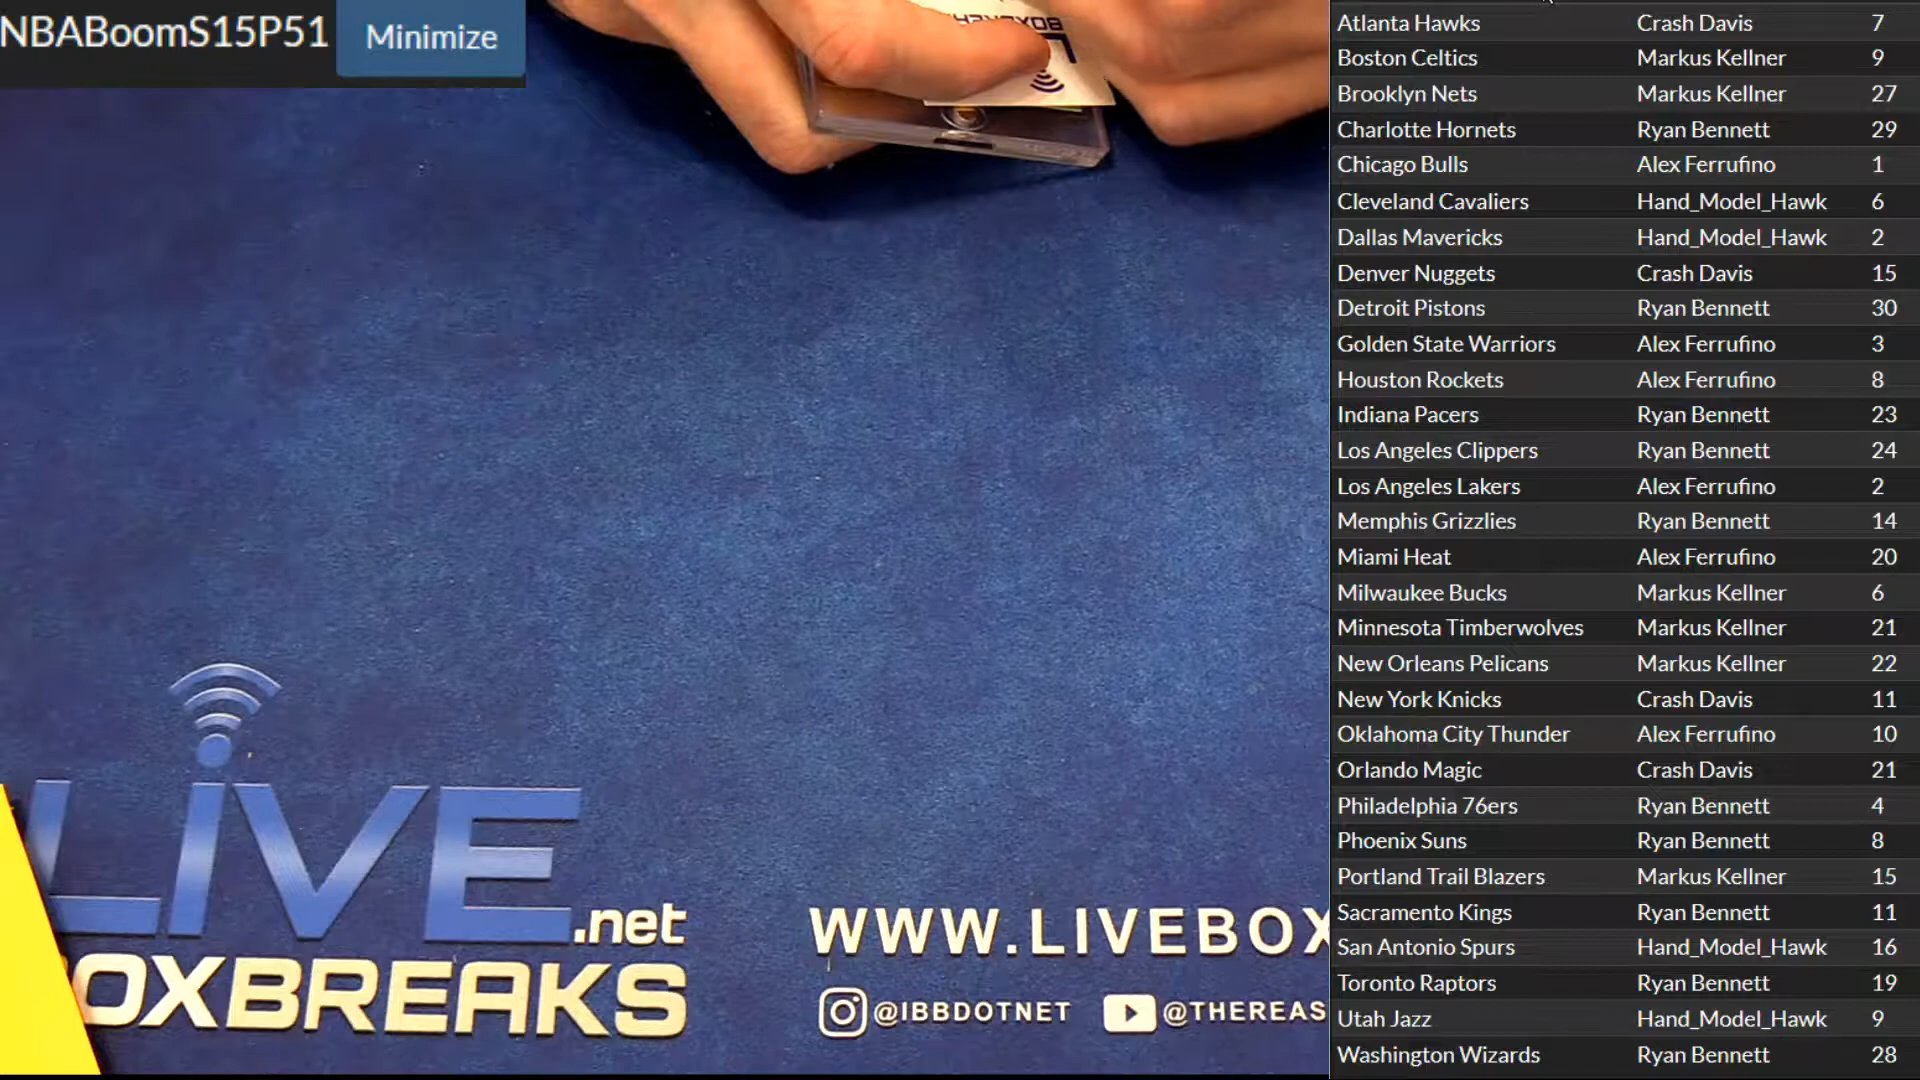 NBABoomS15P51 Minimize
BOXBREAK
LIVE.net
OXBREAKS
WWW.LIVEBOX
@IBBDOTNET @THEREAS
Atlanta Hawks Crash Davis 7
Boston Celtics Markus Kellner 9
Brooklyn Nets Markus Kellner 27
Charlotte Hornets Ryan Bennett 29
Chicago Bulls Alex Ferrufino 1
Cleveland Cavaliers Hand_Model_Hawk 6
Dallas Mavericks Hand_Model_Hawk 2
Denver Nuggets Crash Davis 15
Detroit Pistons Ryan Bennett 30
Golden State Warriors Alex Ferrufino 3
Houston Rockets Alex Ferrufino 8
Indiana Pacers Ryan Bennett 23
Los Angeles Clippers Ryan Bennett 24
Los Angeles Lakers Alex Ferrufino 2
Memphis Grizzlies Ryan Bennett 14
Miami Heat Alex Ferrufino 20
Milwaukee Bucks Markus Kellner 6
Minnesota Timberwolves Markus Kellner 21
New Orleans Pelicans Markus Kellner 22
New York Knicks Crash Davis 11
Oklahoma City Thunder Alex Ferrufino 10
Orlando Magic Crash Davis 21
Philadelphia 76ers Ryan Bennett 4
Phoenix Suns Ryan Bennett 8
Portland Trail Blazers Markus Kellner 15
Sacramento Kings Ryan Bennett 11
San Antonio Spurs Hand_Model_Hawk 16
Toronto Raptors Ryan Bennett 19
Utah Jazz Hand_Model_Hawk 9
Washington Wizards Ryan Bennett 28